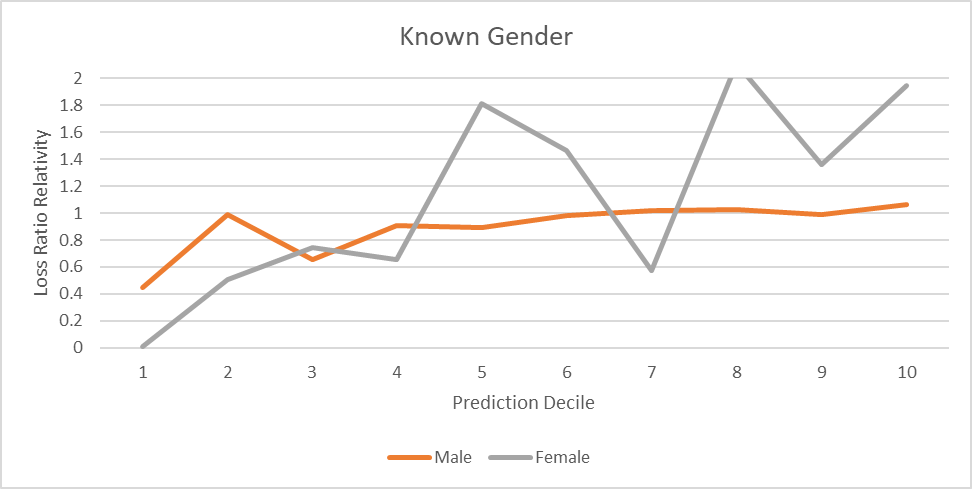 Known Gender
Loss Ratio Relativity
2
1.8
1.6
1.4
1.2
1
0.8
0.6
0.4
0.2
0
1 2 3 4 5 6 7 8 9 10
Prediction Decile
Male Female